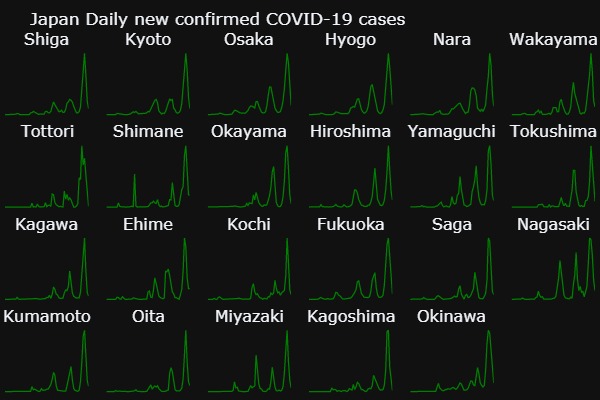 Japan Daily new confirmed COVID-19 cases
Shiga Kyoto Osaka Hyogo Nara Wakayama
Tottori Shimane Okayama Hiroshima Yamaguchi Tokushima
Kagawa Ehime Kochi Fukuoka Saga Nagasaki
Kumamoto Oita Miyazaki Kagoshima Okinawa